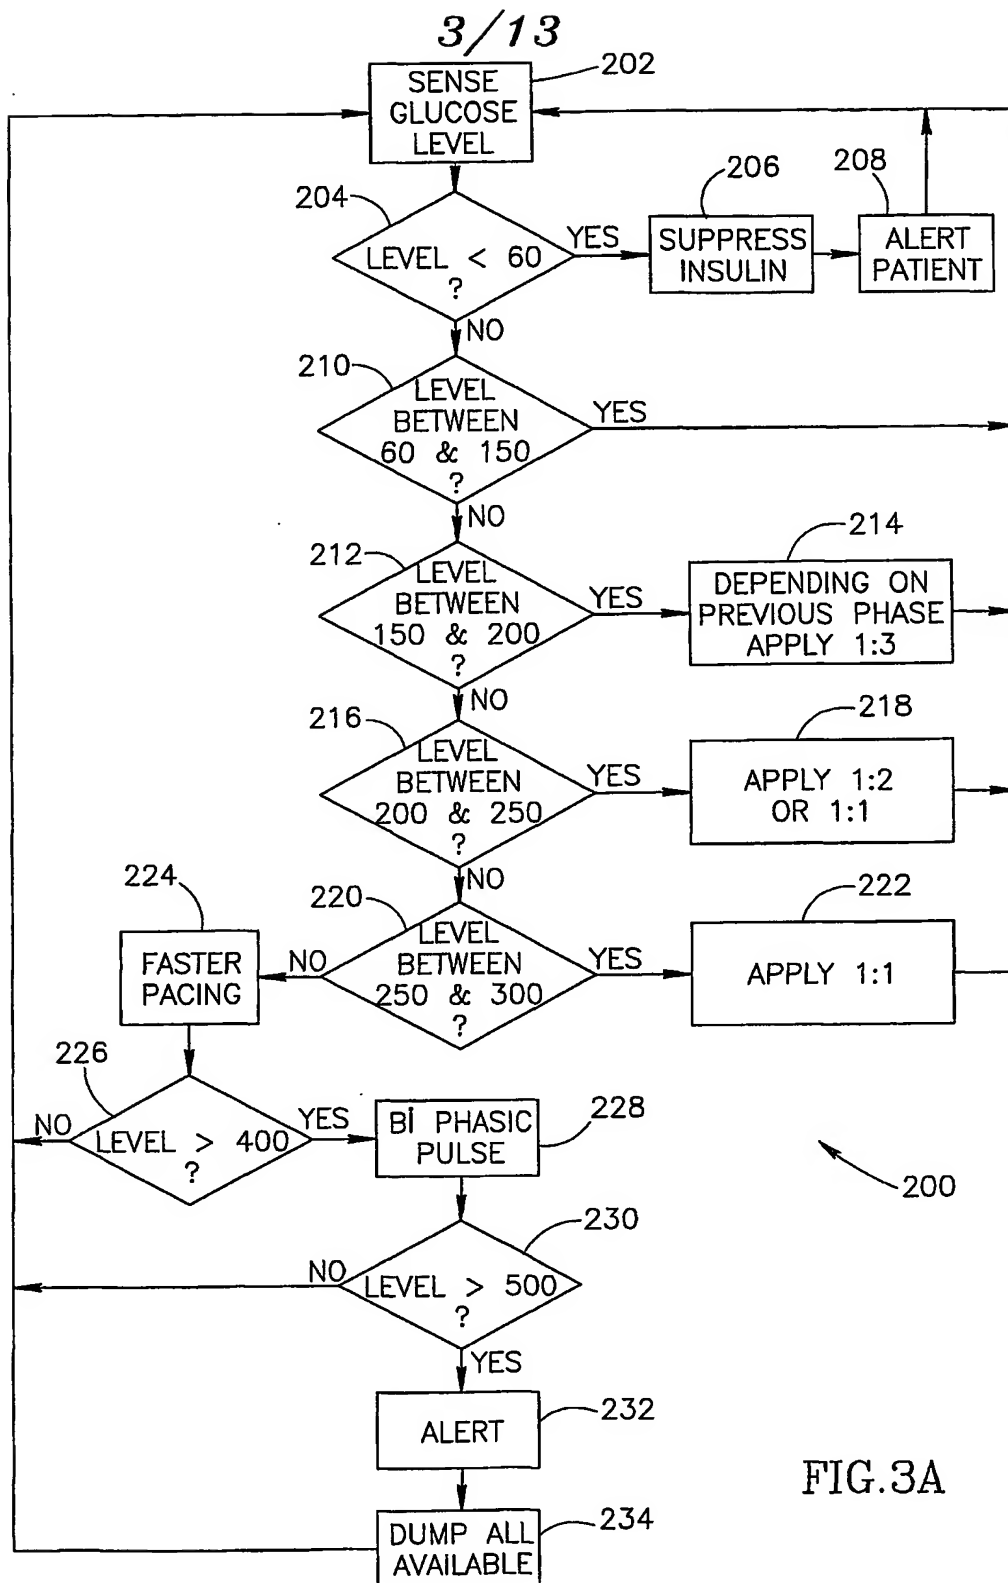 3/13
202
SENSE
GLUCOSE
LEVEL
204
206
208
LEVEL < 60
?
YES
SUPPRESS
INSULIN
ALERT
PATIENT
NO
210
LEVEL
BETWEEN
60 & 150
?
YES
NO
212
214
LEVEL
BETWEEN
150 & 200
?
YES
DEPENDING ON
PREVIOUS PHASE
APPLY 1:3
NO
216
218
LEVEL
BETWEEN
200 & 250
?
YES
APPLY 1:2
OR 1:1
NO
224
220
222
LEVEL
BETWEEN
250 & 300
?
YES
APPLY 1:1
NO
FASTER
PACING
226
LEVEL > 400
?
NO
YES
Bi PHASIC
PULSE
228
200
230
LEVEL > 500
?
NO
YES
ALERT
232
DUMP ALL
AVAILABLE
234
FIG.3A